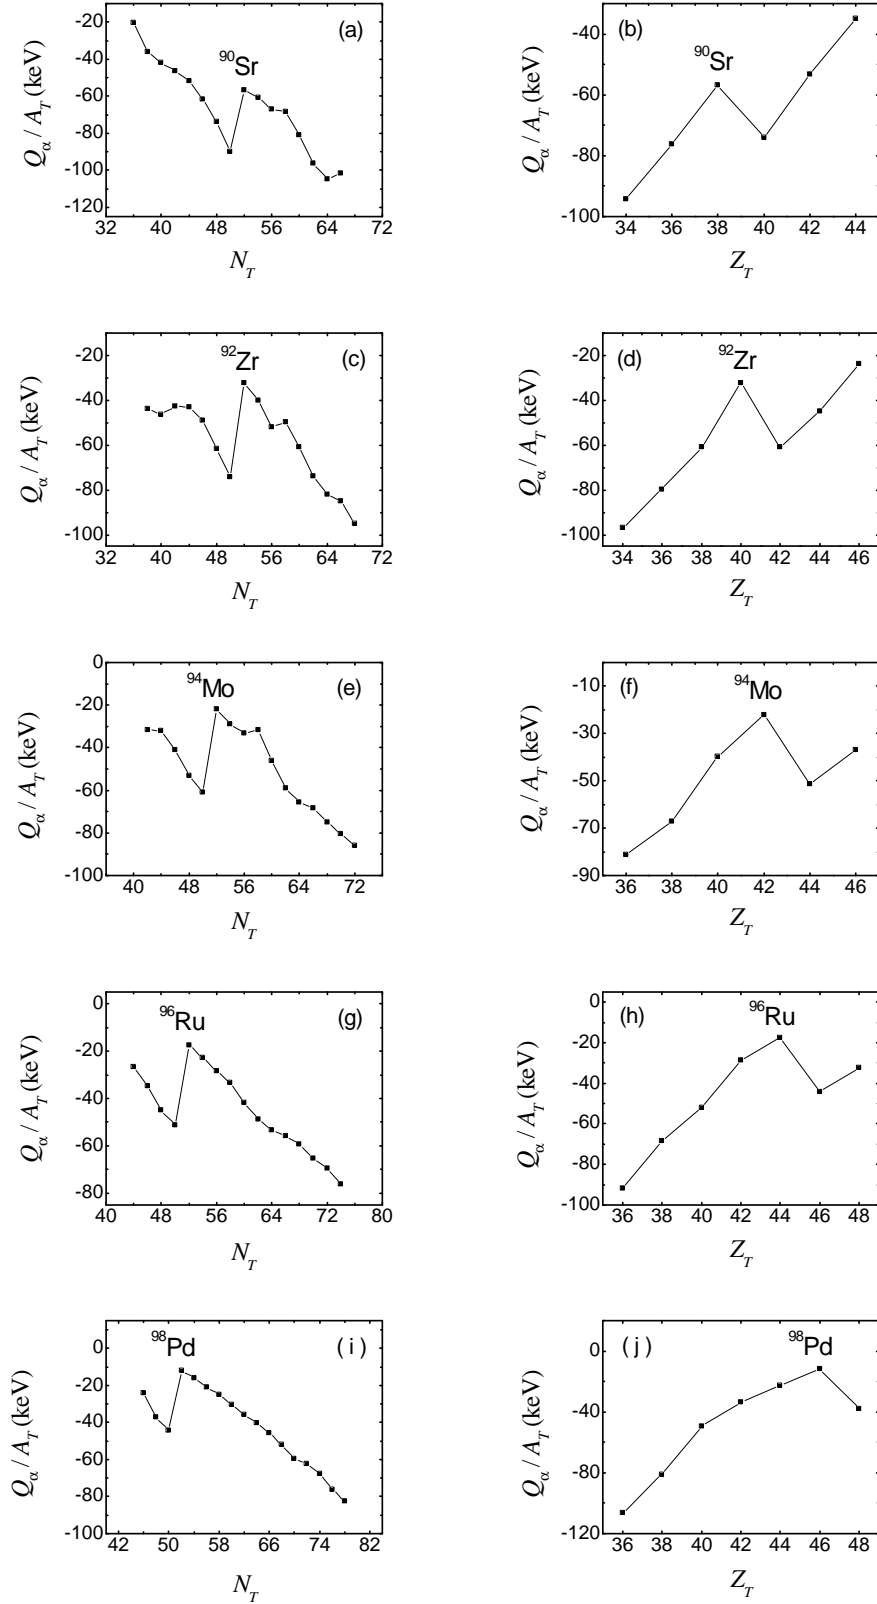 (a)
90Sr
Qα / AT (keV)
-20
-40
-60
-80
-100
-120
32 40 48 56 64 72
NT
(b)
90Sr
Qα / AT (keV)
-40
-60
-80
-100
34 36 38 40 42 44
ZT
(c)
92Zr
Qα / AT (keV)
-20
-40
-60
-80
-100
32 40 48 56 64 72
NT
(d)
92Zr
Qα / AT (keV)
-20
-40
-60
-80
-100
34 36 38 40 42 44 46
ZT
(e)
94Mo
Qα / AT (keV)
0
-20
-40
-60
-80
-100
40 48 56 64 72
NT
(f)
94Mo
Qα / AT (keV)
-10
-30
-50
-70
-90
36 38 40 42 44 46
ZT
(g)
96Ru
Qα / AT (keV)
0
-20
-40
-60
-80
40 48 56 64 72 80
NT
(h)
96Ru
Qα / AT (keV)
0
-20
-40
-60
-80
-100
36 38 40 42 44 46 48
ZT
( i )
98Pd
Qα / AT (keV)
0
-20
-40
-60
-80
-100
42 50 58 66 74 82
NT
( j )
98Pd
Qα / AT (keV)
0
-40
-80
-120
36 38 40 42 44 46 48
ZT